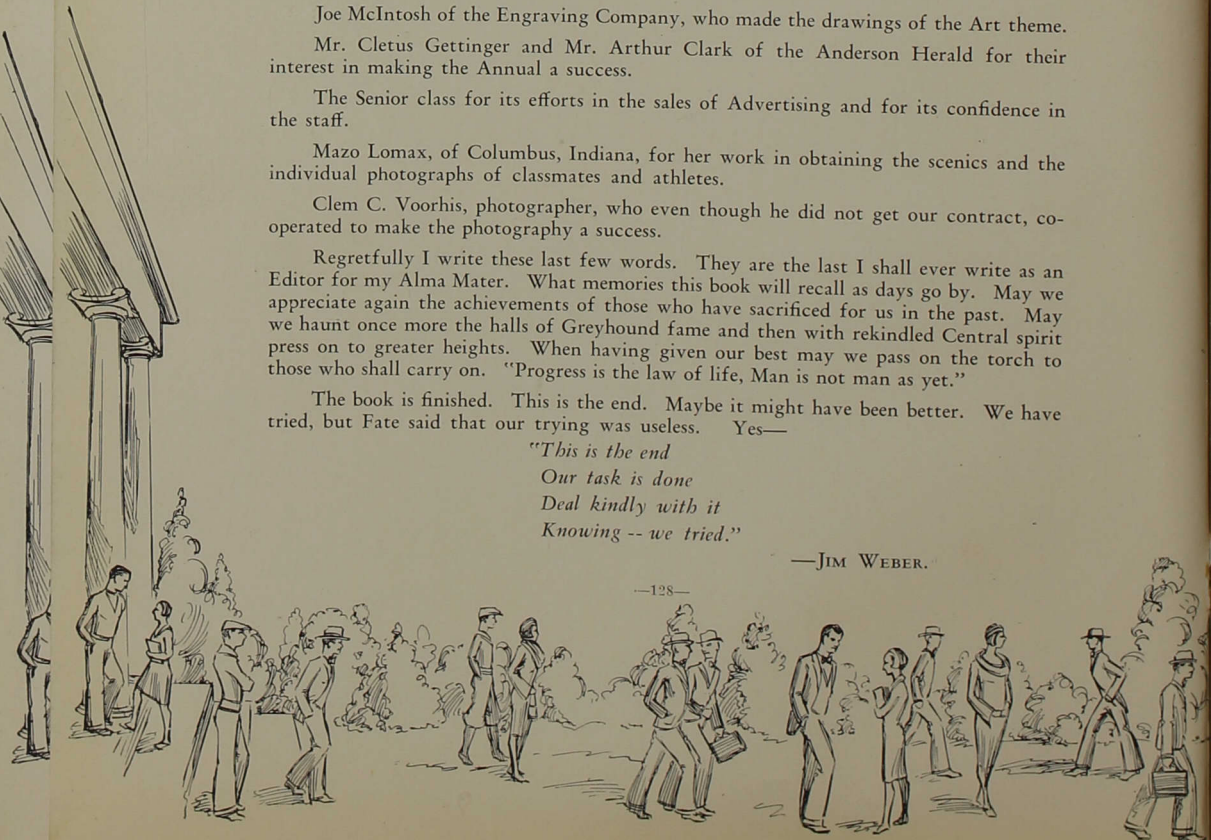 Joe McIntosh of the Engraving Company, who made the drawings of the Art theme.
Mr. Cletus Gettinger and Mr. Arthur Clark of the Anderson Herald for their
interest in making the Annual a success.
The Senior class for its efforts in the sales of Advertising and for its confidence in
the staff.
Mazo Lomax, of Columbus, Indiana, for her work in obtaining the scenics and the
individual photographs of classmates and athletes.
Clem C. Voorhis, photographer, who even though he did not get our contract, co-
operated to make the photography a success.
Regretfully I write these last few words. They are the last I shall ever write as an
Editor for my Alma Mater. What memories this book will recall as days go by. May we
appreciate again the achievements of those who have sacrificed for us in the past. May
we haunt once more the halls of Greyhound fame and then with rekindled Central spirit
press on to greater heights. When having given our best may we pass on the torch to
those who shall carry on. "Progress is the law of life, Man is not man as yet."
The book is finished. This is the end. Maybe it might have been better. We have
tried, but Fate said that our trying was useless. Yes—
"This is the end
Our task is done
Deal kindly with it
Knowing -- we tried."
—Jim Weber.
—128—